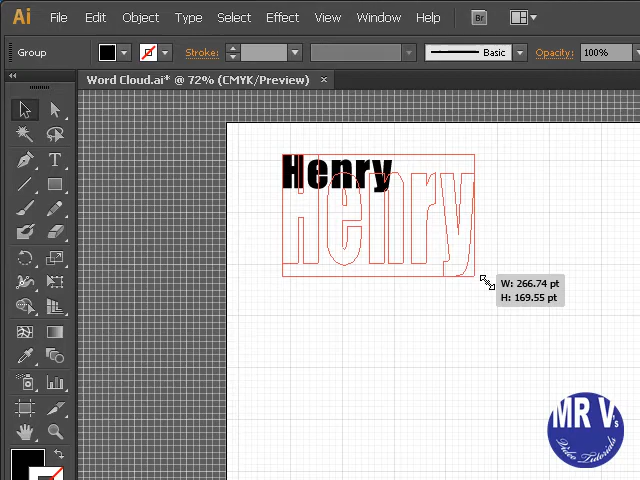 Ai File Edit Object Type Select Effect View Window Help Br
Group Stroke: Basic Opacity: 100%
Word Cloud.ai* @ 72% (CMYK/Preview) ×
T
Henry
Henry
W: 266.74 pt
H: 169.55 pt
MR V's
Video Tutorials